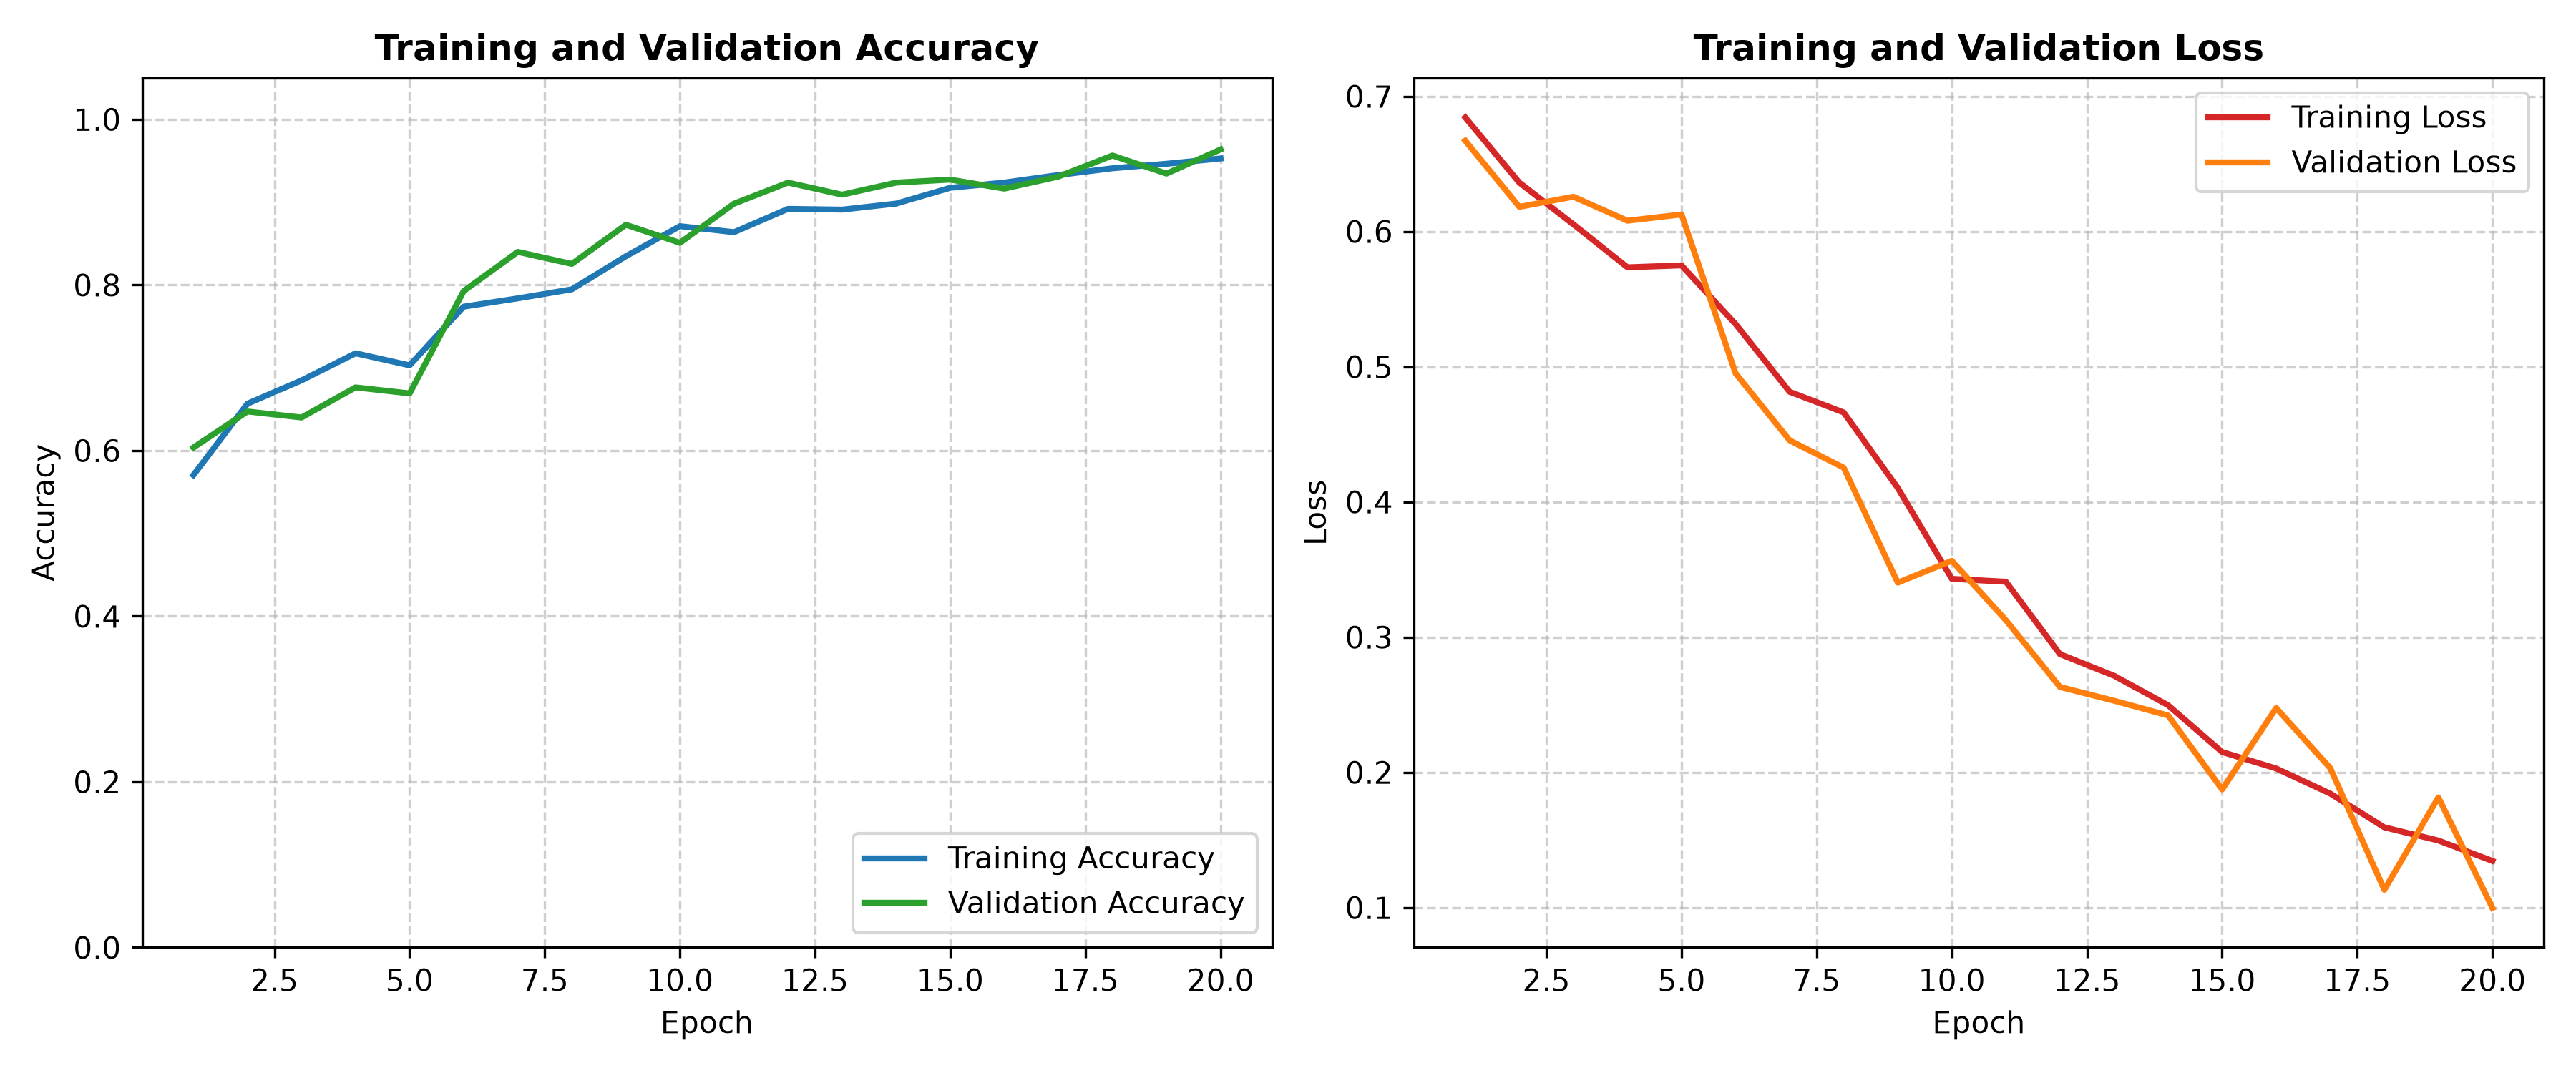 Training and Validation Accuracy
Accuracy
1.0
0.8
0.6
0.4
0.2
0.0
2.5 5.0 7.5 10.0 12.5 15.0 17.5 20.0
Epoch
Training Accuracy
Validation Accuracy
Training and Validation Loss
Loss
0.7
0.6
0.5
0.4
0.3
0.2
0.1
2.5 5.0 7.5 10.0 12.5 15.0 17.5 20.0
Epoch
Training Loss
Validation Loss